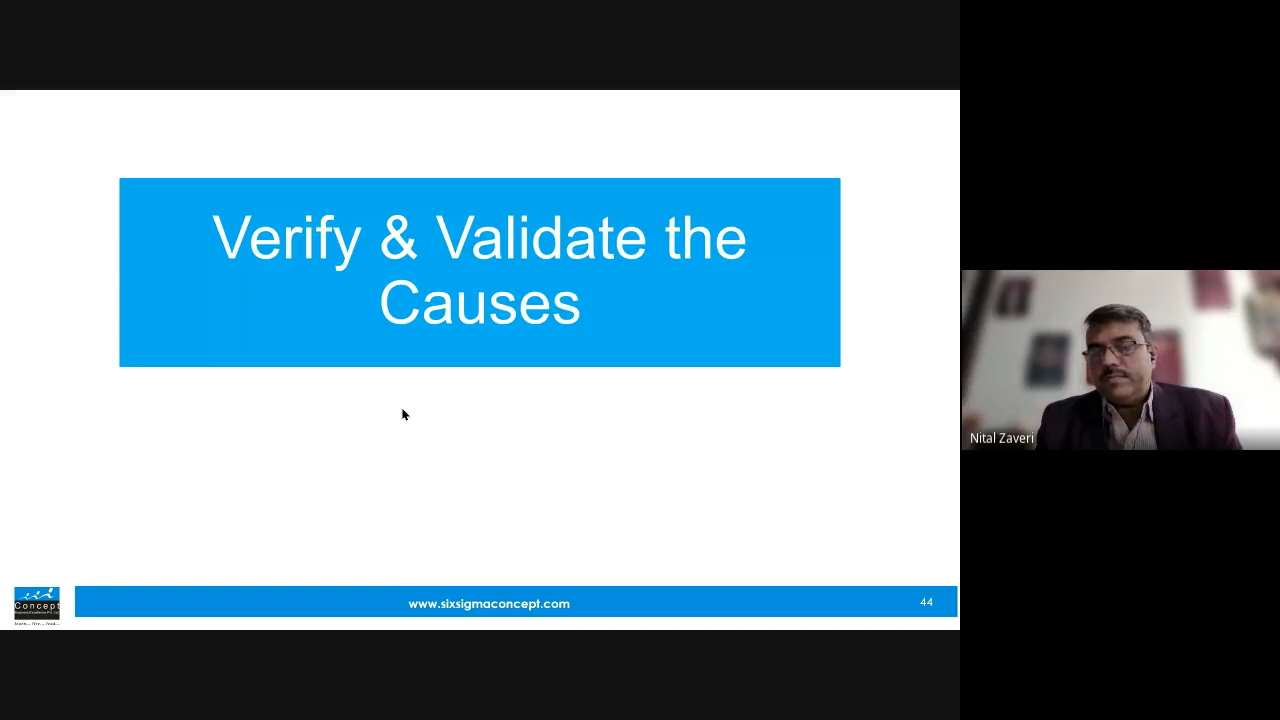 Verify & Validate the
Causes
Nital Zaveri
Concept
www.sixsigmaconcept.com
44